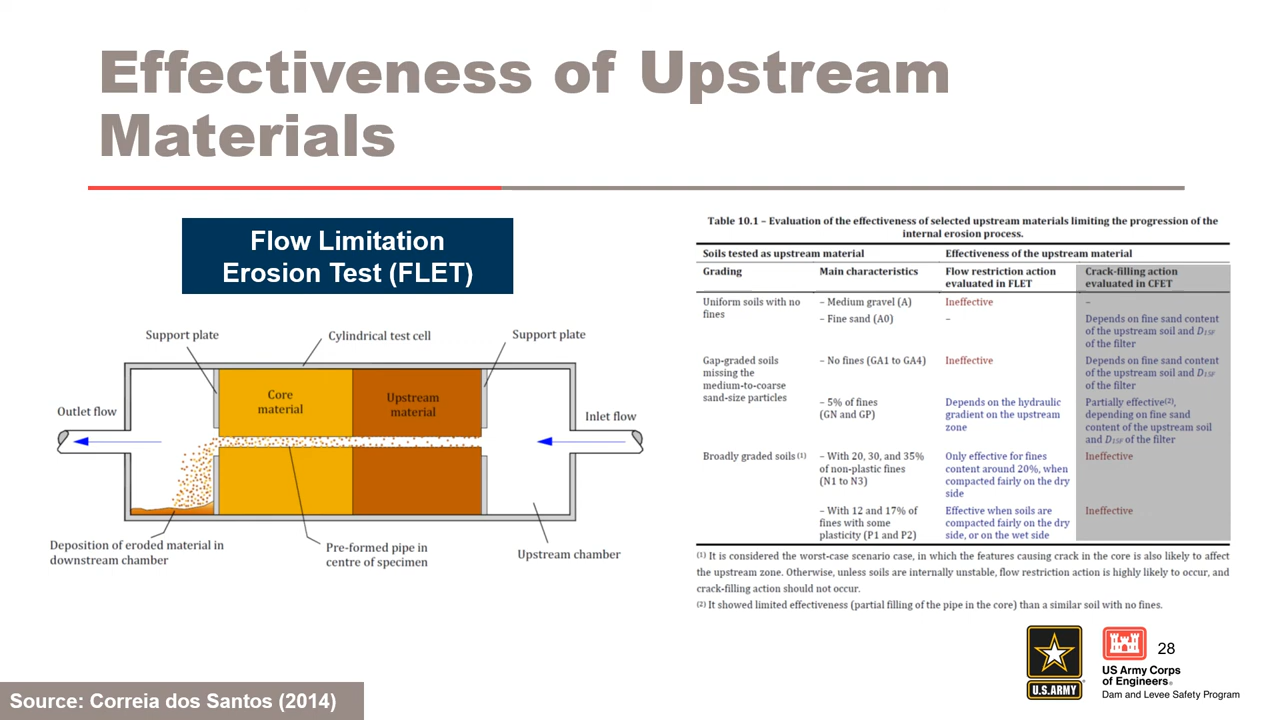 Effectiveness of Upstream
Materials
Flow Limitation
Erosion Test (FLET)
Support plate
Cylindrical test cell
Support plate
Core
material
Upstream
material
Outlet flow
Inlet flow
Deposition of eroded material in
downstream chamber
Pre-formed pipe in
centre of specimen
Upstream chamber
Table 10.1 – Evaluation of the effectiveness of selected upstream materials limiting the progression of the
internal erosion process.
Soils tested as upstream material
Effectiveness of the upstream material
Grading
Main characteristics
Flow restriction action
evaluated in FLET
Crack-filling action
evaluated in CFET
Uniform soils with no
fines
– Medium gravel (A)
Ineffective
–
– Fine sand (A0)
–
Depends on fine sand content
of the upstream soil and D15F
of the filter
Gap-graded soils
missing the
medium-to-coarse
sand-size particles
– No fines (GA1 to GA4)
Ineffective
Depends on fine sand content
of the upstream soil and D15F
of the filter
– 5% of fines
(GN and GP)
Depends on the hydraulic
gradient on the upstream
zone
Partially effective(2),
depending on fine sand
content of the upstream soil
and D15F of the filter
Broadly graded soils (1)
– With 20, 30, and 35%
of non-plastic fines
(N1 to N3)
Only effective for fines
content around 20%, when
compacted fairly on the dry
side
Ineffective
– With 12 and 17% of
fines with some
plasticity (P1 and P2)
Effective when soils are
compacted fairly on the dry
side, or on the wet side
Ineffective
(1) It is considered the worst-case scenario case, in which the features causing crack in the core is also likely to affect
the upstream zone. Otherwise, unless soils are internally unstable, flow restriction action is highly likely to occur, and
crack-filling action should not occur.
(2) It showed limited effectiveness (partial filling of the pipe in the core) than a similar soil with no fines.
U.S.ARMY
28
US Army Corps
of Engineers®
Dam and Levee Safety Program
Source: Correia dos Santos (2014)